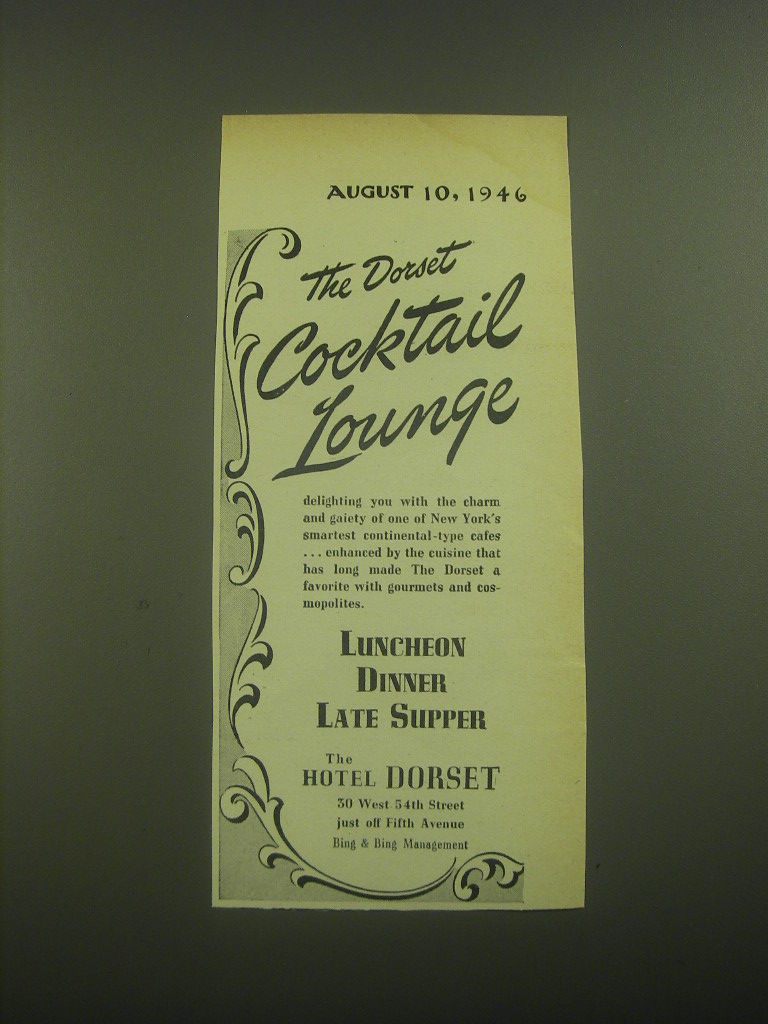 AUGUST 10, 1946
The Dorset
Cocktail
Lounge
delighting you with the charm
and gaiety of one of New York's
smartest continental-type cafes
... enhanced by the cuisine that
has long made The Dorset a
favorite with gourmets and cos-
mopolites.
LUNCHEON
DINNER
LATE SUPPER
The
HOTEL DORSET
30 West 54th Street
just off Fifth Avenue
Bing & Bing Management